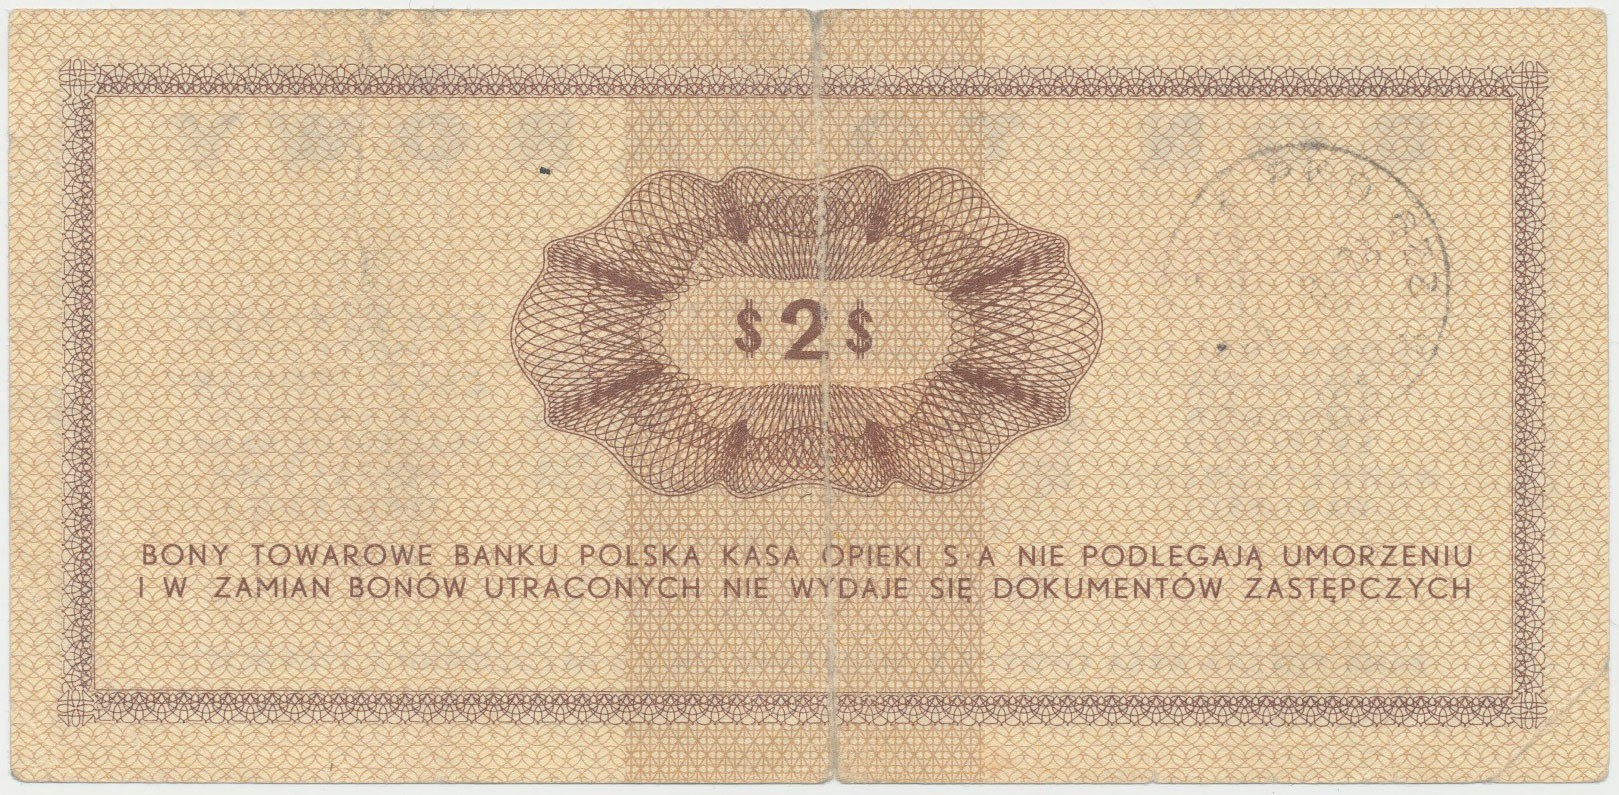 $ 2 $
BONY TOWAROWE BANKU POLSKA KASA OPIEKI S·A NIE PODLEGAJĄ UMORZENIU
I W ZAMIAN BONÓW UTRACONYCH NIE WYDAJE SIĘ DOKUMENTÓW ZASTĘPCZYCH